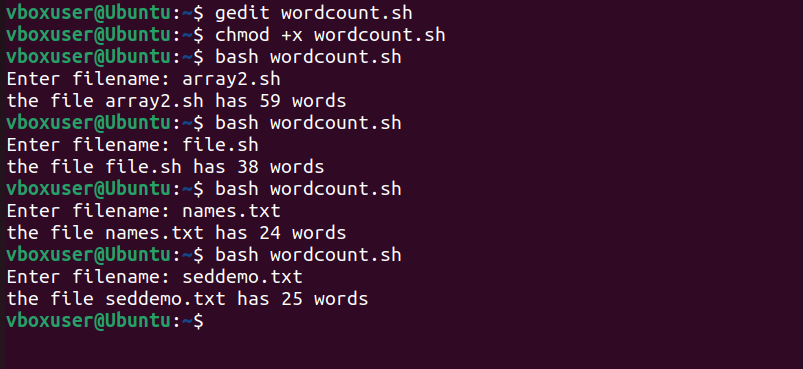 vboxuser@Ubuntu:~$ gedit wordcount.sh
vboxuser@Ubuntu:~$ chmod +x wordcount.sh
vboxuser@Ubuntu:~$ bash wordcount.sh
Enter filename: array2.sh
the file array2.sh has 59 words
vboxuser@Ubuntu:~$ bash wordcount.sh
Enter filename: file.sh
the file file.sh has 38 words
vboxuser@Ubuntu:~$ bash wordcount.sh
Enter filename: names.txt
the file names.txt has 24 words
vboxuser@Ubuntu:~$ bash wordcount.sh
Enter filename: seddemo.txt
the file seddemo.txt has 25 words
vboxuser@Ubuntu:~$